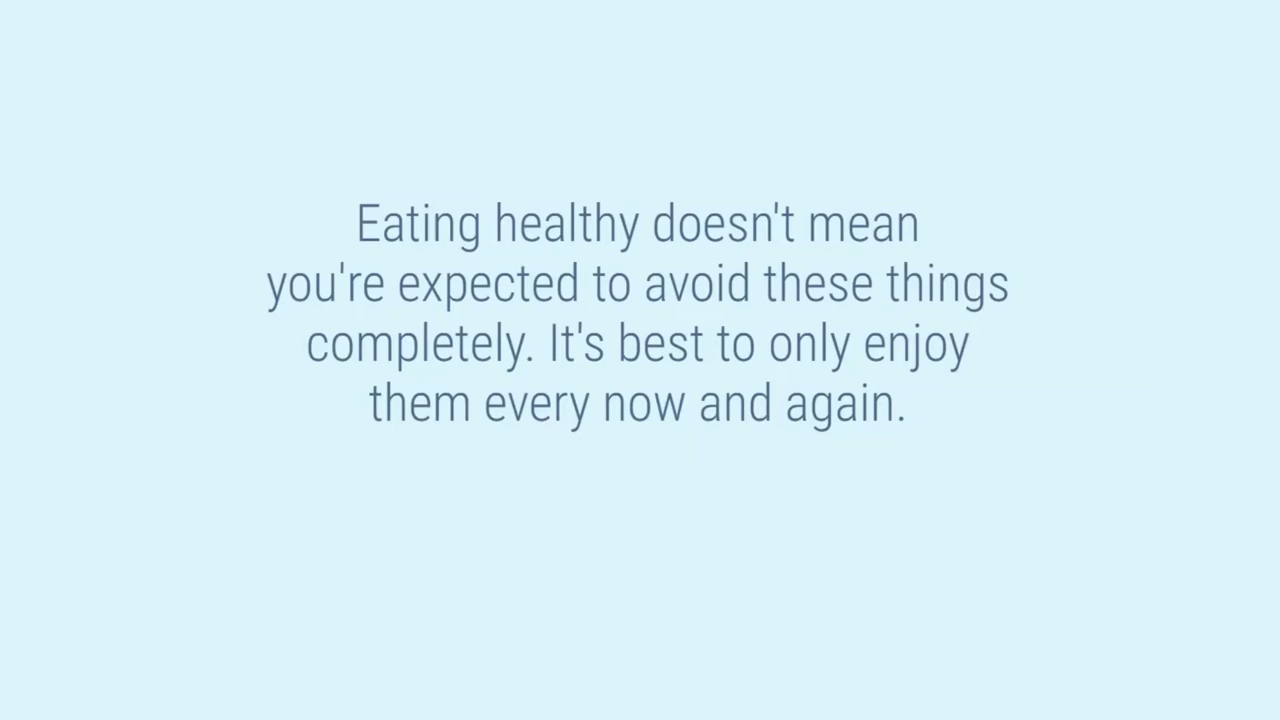 Eating healthy doesn't mean
you're expected to avoid these things
completely. It's best to only enjoy
them every now and again.